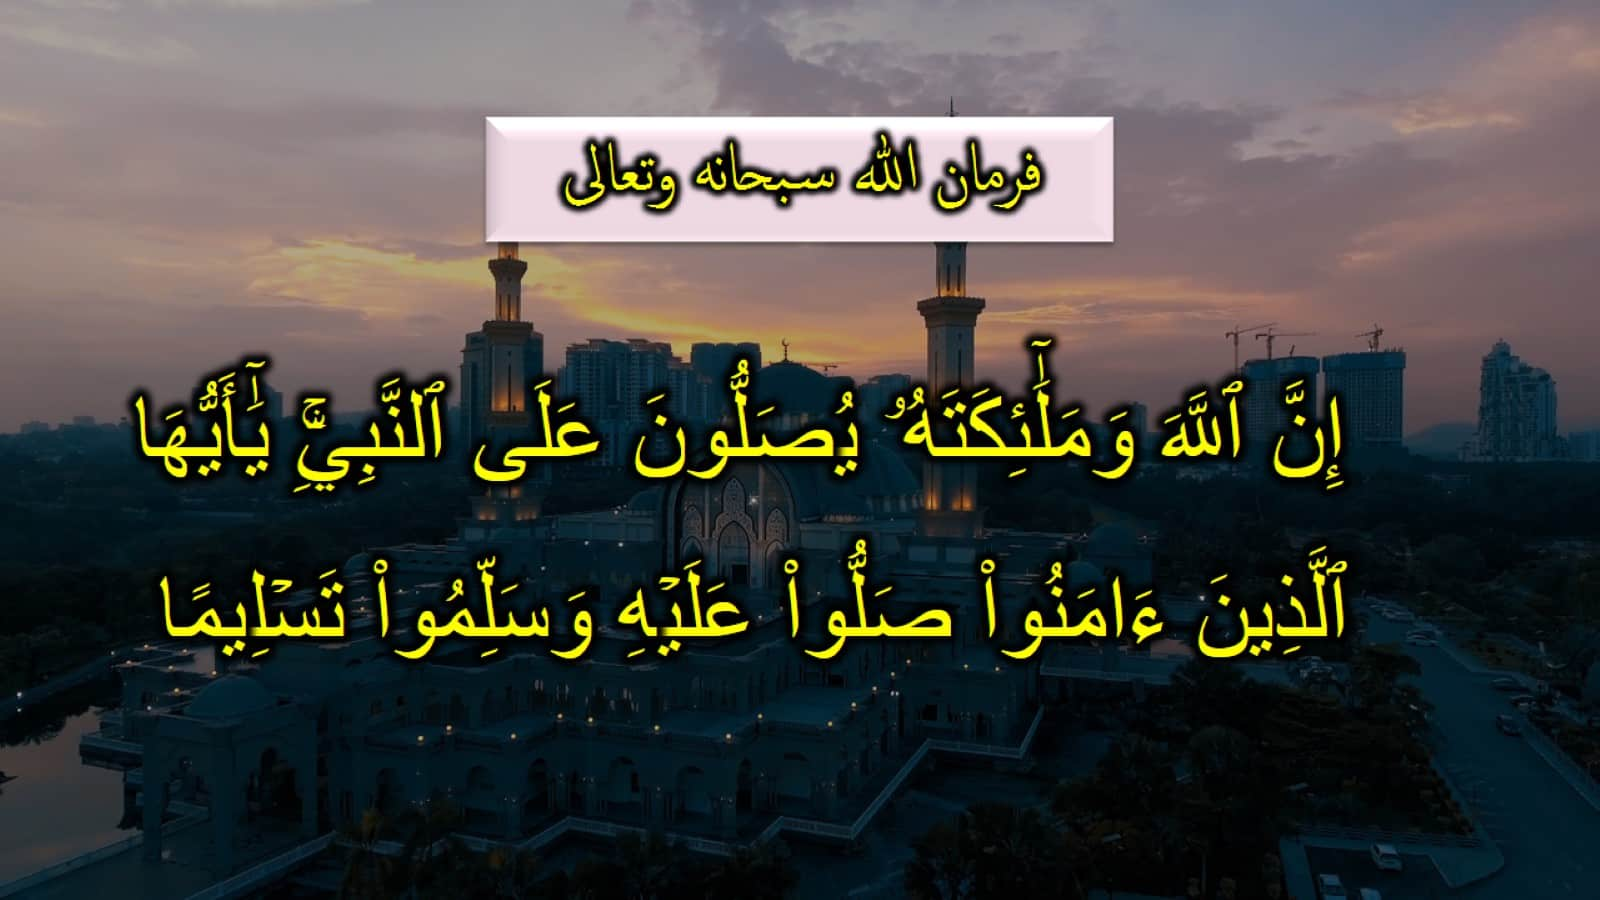 فرمان الله سبحانه وتعالى
إِنَّ ٱللَّهَ وَمَلَٰٓئِكَتَهُۥ يُصَلُّونَ عَلَى ٱلنَّبِيِّۚ يَٰٓأَيُّهَا
ٱلَّذِينَ ءَامَنُوا۟ صَلُّوا۟ عَلَيْهِ وَسَلِّمُوا۟ تَسْلِيمًا